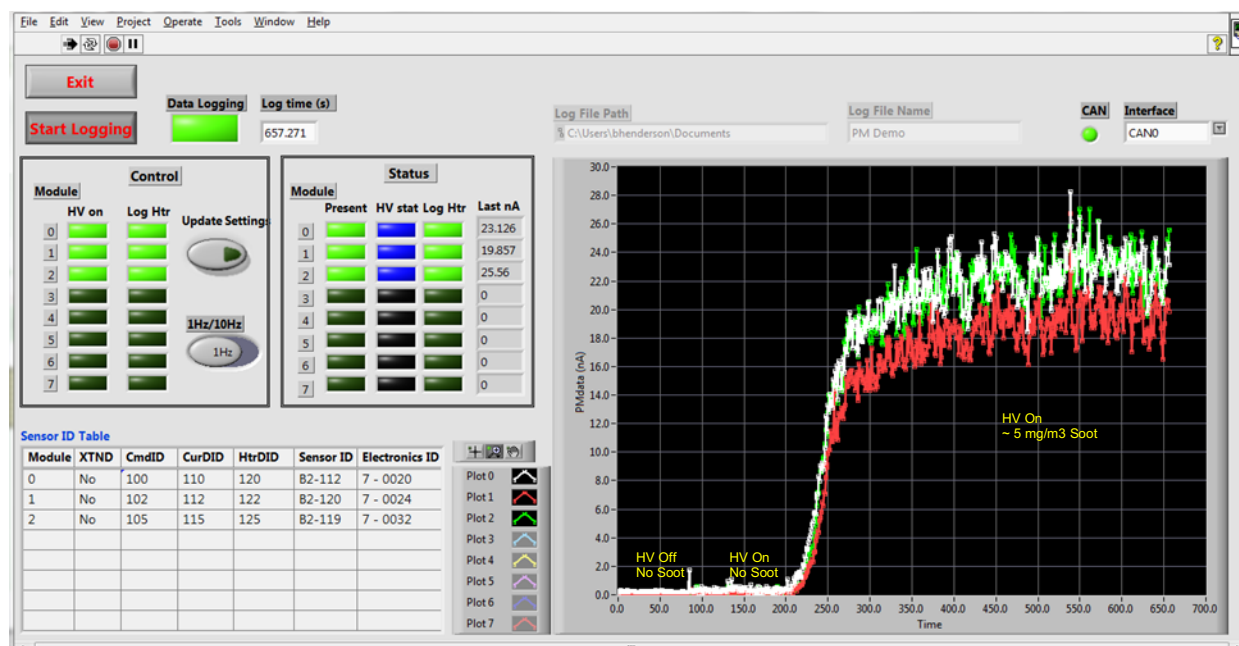 File Edit View Project Operate Tools Window Help
Exit
Start Logging
Data Logging
Log time (s)
657.271
Log File Path
C:\Users\bhenderson\Documents
Log File Name
PM Demo
CAN
Interface
CAN0
Control
Module
HV on Log Htr
Update Settings
0
1
2
3
4
5
6
7
1Hz/10Hz
1Hz
Status
Module
Present HV stat Log Htr Last nA
0 23.126
1 19.857
2 25.56
3 0
4 0
5 0
6 0
7 0
Sensor ID Table
Module XTND CmdID CurDID HtrDID Sensor ID Electronics ID
0 No 100 110 120 B2-112 7 - 0020
1 No 102 112 122 B2-120 7 - 0024
2 No 105 115 125 B2-119 7 - 0032
Plot 0
Plot 1
Plot 2
Plot 3
Plot 4
Plot 5
Plot 6
Plot 7
PMdata (nA)
30.0
28.0
26.0
24.0
22.0
20.0
18.0
16.0
14.0
12.0
10.0
8.0
6.0
4.0
2.0
0.0
HV Off
No Soot
HV On
No Soot
HV On
~ 5 mg/m3 Soot
0.0 50.0 100.0 150.0 200.0 250.0 300.0 350.0 400.0 450.0 500.0 550.0 600.0 650.0 700.0
Time